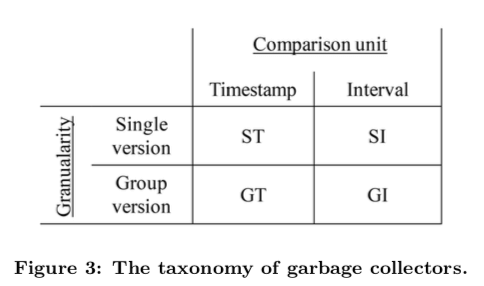 Comparison unit
Timestamp Interval
Granualarity
Single
version
ST SI
Group
version
GT GI
Figure 3: The taxonomy of garbage collectors.